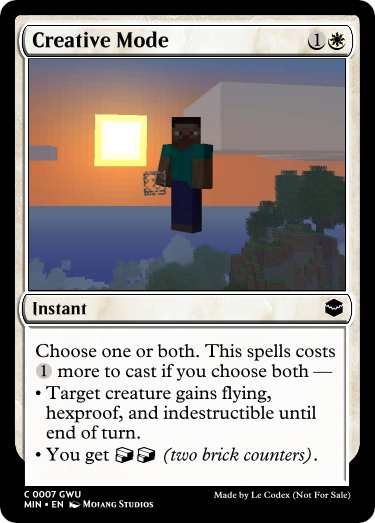 Creative Mode 1
Instant
Choose one or both. This spells costs
1 more to cast if you choose both —
• Target creature gains flying,
hexproof, and indestructible until
end of turn.
• You get (two brick counters).
C 0007 GWU
MIN • EN Mojang Studios
Made by Le Codex (Not For Sale)